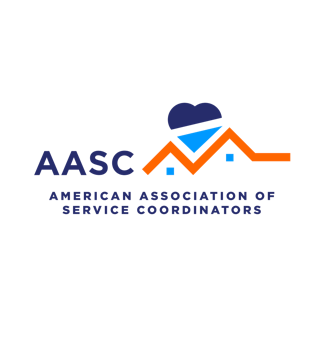 AASC
AMERICAN ASSOCIATION OF
SERVICE COORDINATORS